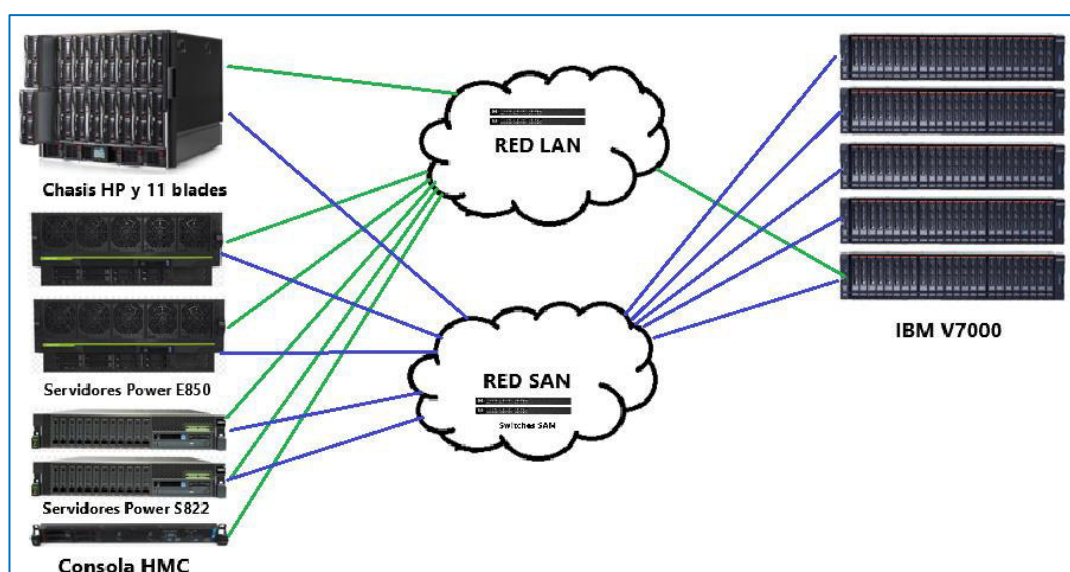 Chasis HP y 11 blades
Servidores Power E850
Servidores Power S822
Consola HMC
RED LAN
RED SAN
Switches SAM
IBM V7000